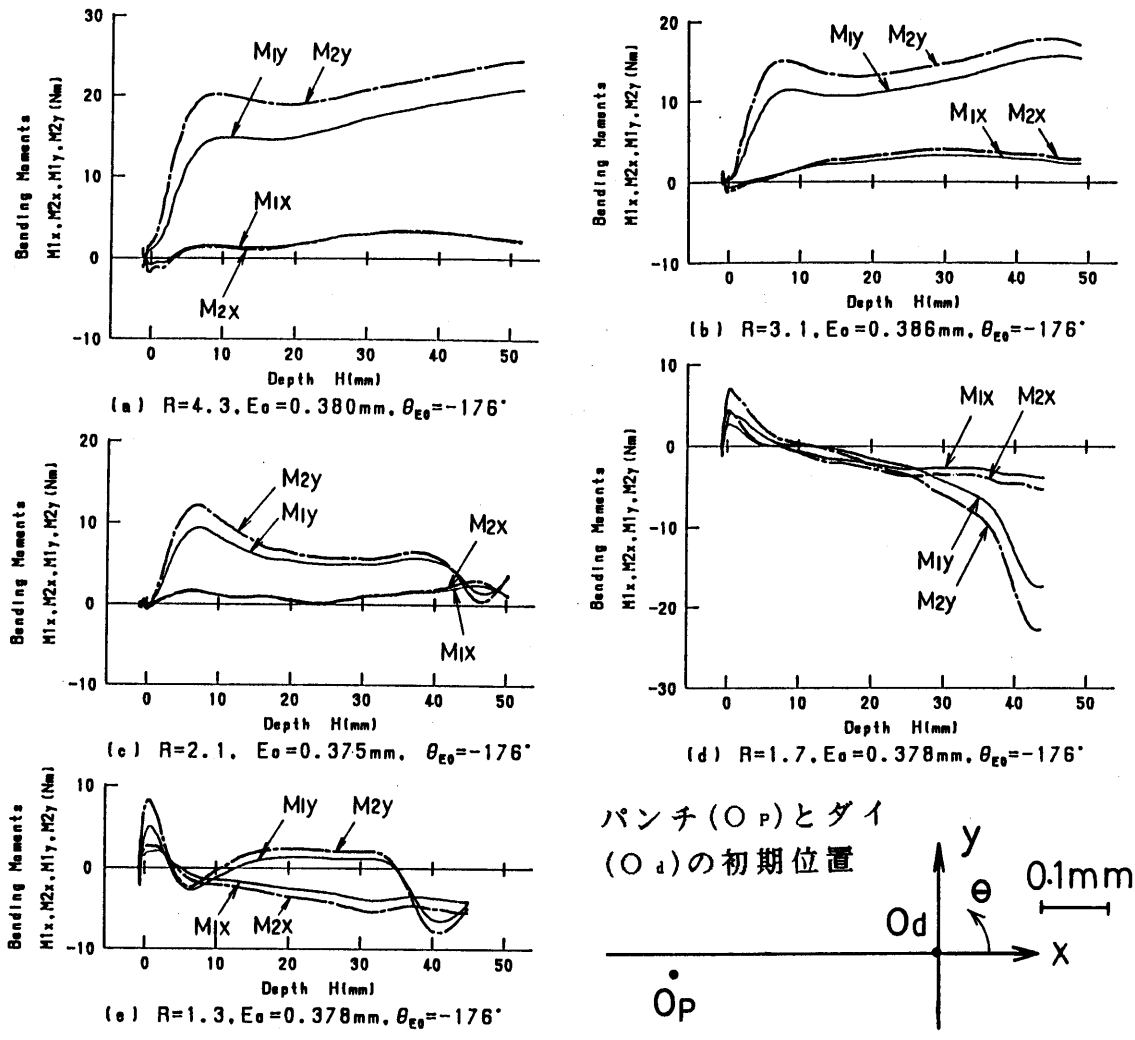 30
20
10
0
-10
Bending Moments
M1x,M2x,M1y,M2y(Nm)
M1y
M2y
M1x
M2x
0 10 20 30 40 50
Depth H(mm)
(a) R=4.3,Eo=0.380mm,θE0=-176°
20
10
0
-10
Bending Moments
M1x,M2x,M1y,M2y(Nm)
M1y
M2y
M1x
M2x
0 10 20 30 40 50
Depth H(mm)
(b) R=3.1,Eo=0.386mm,θE0=-176°
20
10
0
-10
Bending Moments
M1x,M2x,M1y,M2y(Nm)
M2y
M1y
M2x
M1x
0 10 20 30 40 50
Depth H(mm)
(c) R=2.1, Eo=0.375mm, θE0=-176°
10
0
-10
-20
-30
Bending Moments
M1x,M2x,M1y,M2y(Nm)
M1x
M2x
M1y
M2y
0 10 20 30 40 50
Depth H(mm)
(d) R=1.7,Eo=0.378mm,θE0=-176°
10
0
-10
Bending Moments
M1x,M2x,M1y,M2y(Nm)
M1y
M2y
M1x
M2x
0 10 20 30 40 50
Depth H(mm)
(e) R=1.3,Eo=0.378mm,θE0=-176°
パンチ(OP)とダイ
(Od)の初期位置
y
θ
0.1mm
Od
x
OP